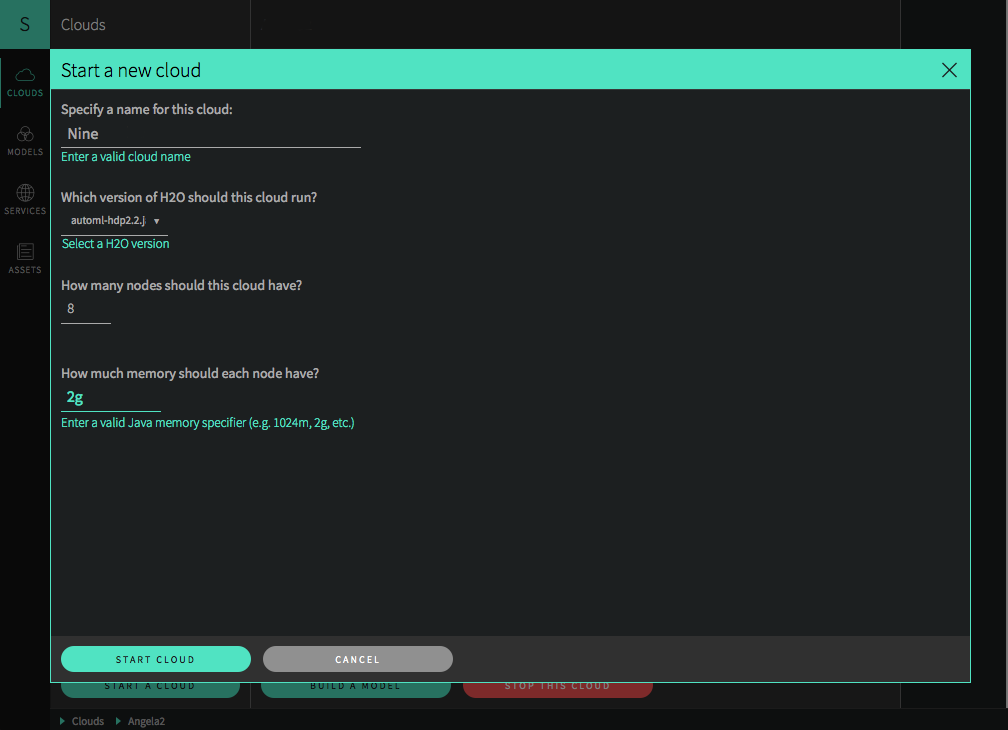 S
Clouds
Start a new cloud
CLOUDS
MODELS
SERVICES
ASSETS
Specify a name for this cloud:
Nine
Enter a valid cloud name
Which version of H2O should this cloud run?
automl-hdp2.2.j
Select a H2O version
How many nodes should this cloud have?
8
How much memory should each node have?
2g
Enter a valid Java memory specifier (e.g. 1024m, 2g, etc.)
START CLOUD
CANCEL
START A CLOUD
BUILD A MODEL
STOP THIS CLOUD
Clouds
Angela2